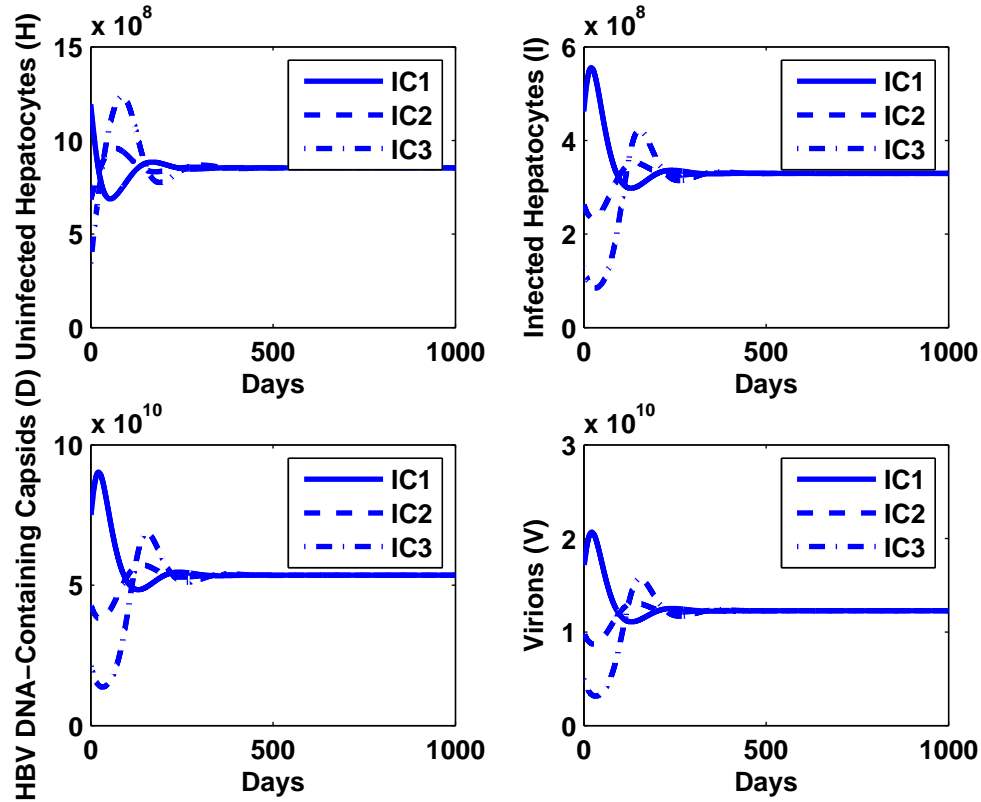 x 10^8
Uninfected Hepatocytes (H)
15
10
5
0
0 500 1000
Days
IC1
IC2
IC3
x 10^8
Infected Hepatocytes (I)
6
4
2
0
0 500 1000
Days
IC1
IC2
IC3
x 10^10
HBV DNA−Containing Capsids (D)
10
5
0
0 500 1000
Days
IC1
IC2
IC3
x 10^10
Virions (V)
3
2
1
0
0 500 1000
Days
IC1
IC2
IC3